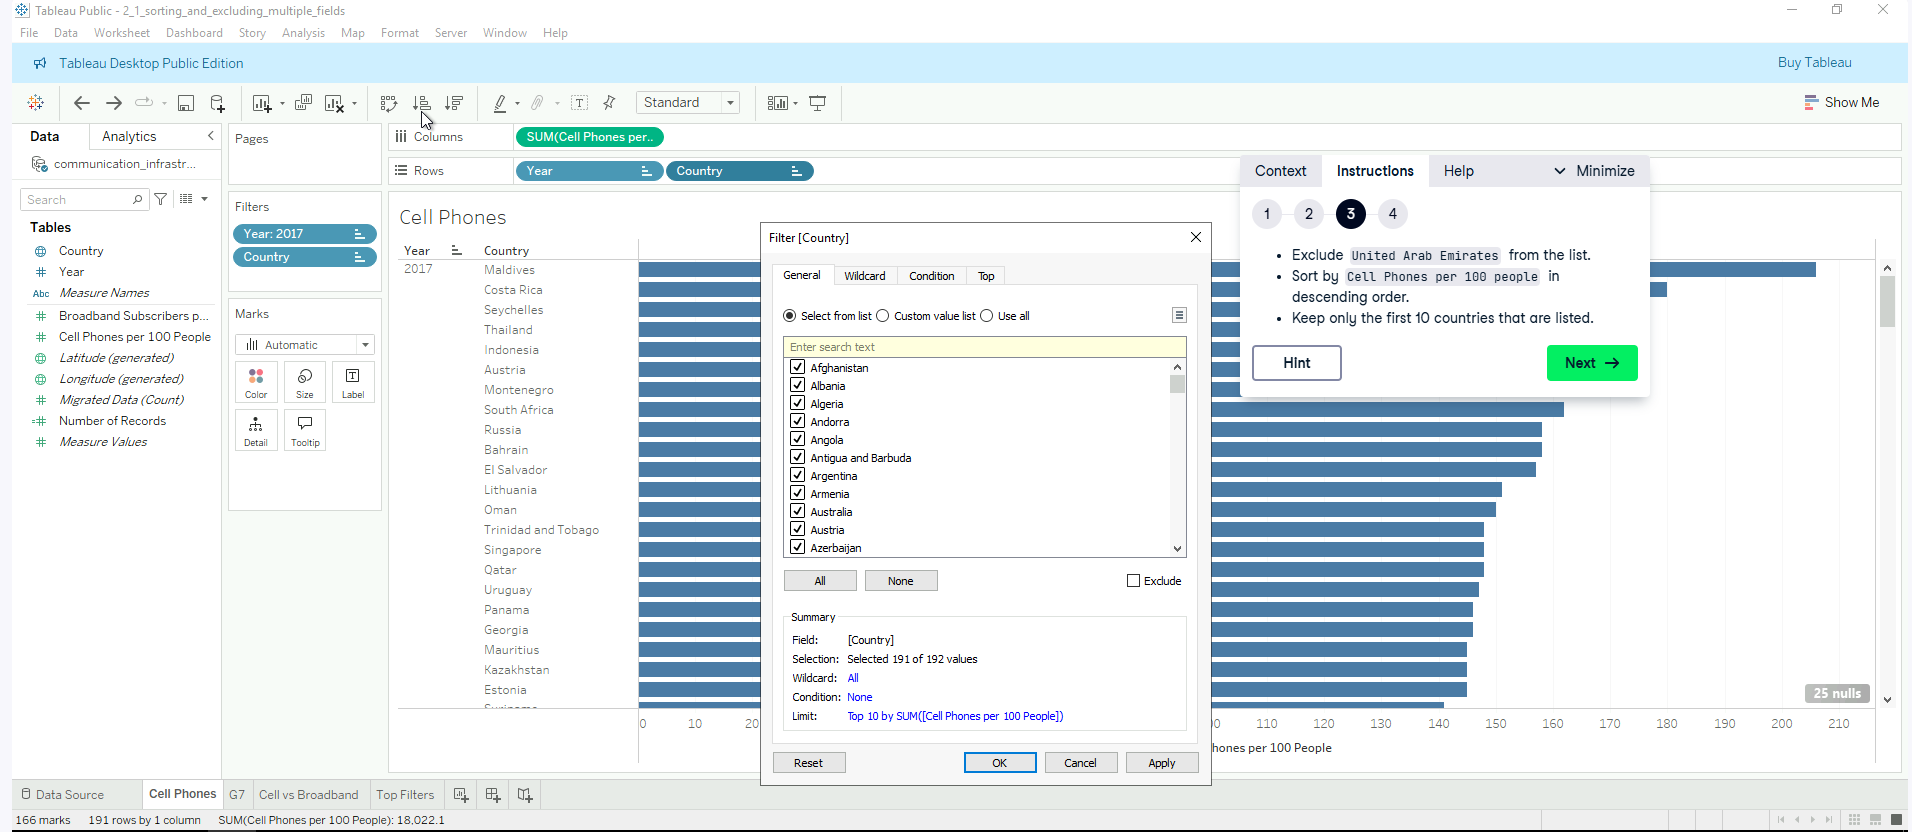 Tableau Public - 2_1_sorting_and_excluding_multiple_fields
File Data Worksheet Dashboard Story Analysis Map Format Server Window Help
Tableau Desktop Public Edition
Buy Tableau
Standard
Show Me
Data
Analytics
communication_infrastr...
Search
Tables
Country
Year
Abc Measure Names
Broadband Subscribers p...
Cell Phones per 100 People
Latitude (generated)
Longitude (generated)
Migrated Data (Count)
Number of Records
Measure Values
Pages
Filters
Year: 2017
Country
Marks
Automatic
Color
Size
Label
Detail
Tooltip
Columns
SUM(Cell Phones per..
Rows
Year
Country
Cell Phones
Year
Country
2017
Maldives
Costa Rica
Seychelles
Thailand
Indonesia
Austria
Montenegro
South Africa
Russia
Bahrain
El Salvador
Lithuania
Oman
Trinidad and Tobago
Singapore
Qatar
Uruguay
Panama
Georgia
Mauritius
Kazakhstan
Estonia
Suriname
0 10 20
110 120 130 140 150 160 170 180 190 200 210
hones per 100 People
25 nulls
Filter [Country]
General
Wildcard
Condition
Top
Select from list
Custom value list
Use all
Enter search text
Afghanistan
Albania
Algeria
Andorra
Angola
Antigua and Barbuda
Argentina
Armenia
Australia
Austria
Azerbaijan
All
None
Exclude
Summary
Field: [Country]
Selection: Selected 191 of 192 values
Wildcard: All
Condition: None
Limit: Top 10 by SUM([Cell Phones per 100 People])
Reset
OK
Cancel
Apply
Context
Instructions
Help
Minimize
1 2 3 4
• Exclude United Arab Emirates from the list.
• Sort by Cell Phones per 100 people in
descending order.
• Keep only the first 10 countries that are listed.
Hint
Next →
Data Source
Cell Phones
G7
Cell vs Broadband
Top Filters
166 marks
191 rows by 1 column
SUM(Cell Phones per 100 People): 18,022.1